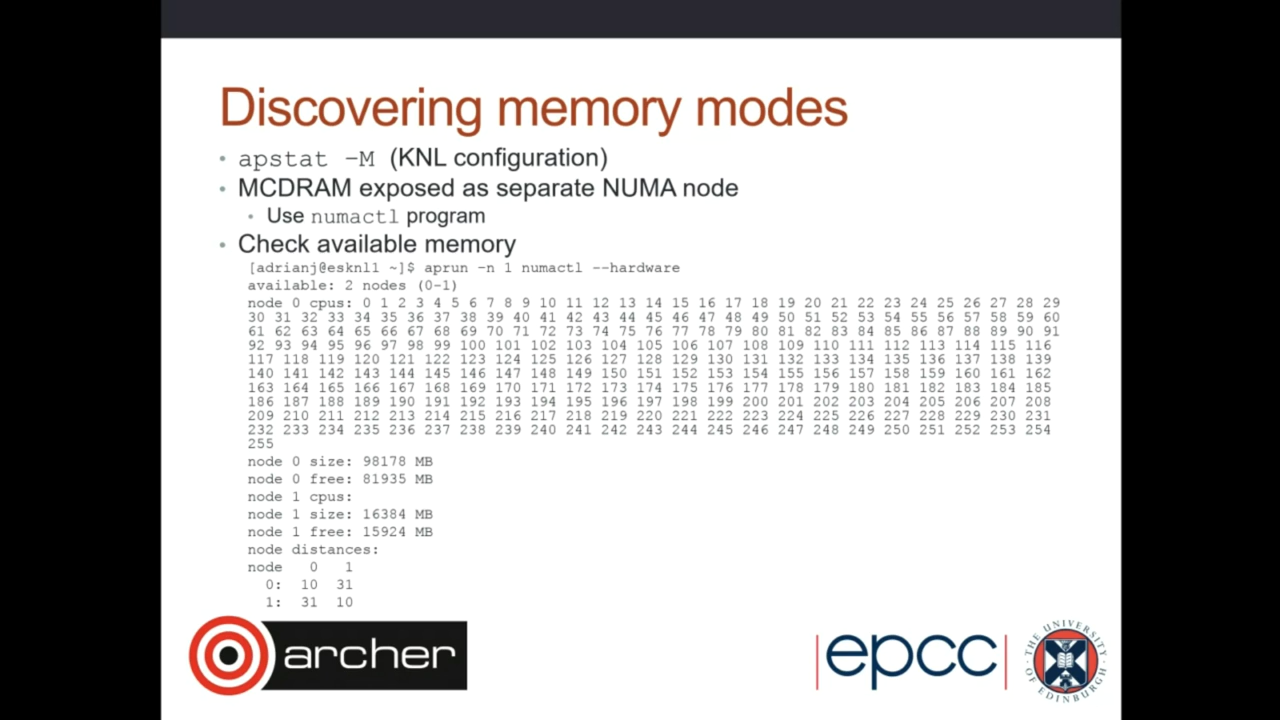 Discovering memory modes
• apstat –M (KNL configuration)
• MCDRAM exposed as separate NUMA node
• Use numactl program
• Check available memory
[adrianj@esknl1 ~]$ aprun -n 1 numactl --hardware
available: 2 nodes (0-1)
node 0 cpus: 0 1 2 3 4 5 6 7 8 9 10 11 12 13 14 15 16 17 18 19 20 21 22 23 24 25 26 27 28 29
30 31 32 33 34 35 36 37 38 39 40 41 42 43 44 45 46 47 48 49 50 51 52 53 54 55 56 57 58 59 60
61 62 63 64 65 66 67 68 69 70 71 72 73 74 75 76 77 78 79 80 81 82 83 84 85 86 87 88 89 90 91
92 93 94 95 96 97 98 99 100 101 102 103 104 105 106 107 108 109 110 111 112 113 114 115 116
117 118 119 120 121 122 123 124 125 126 127 128 129 130 131 132 133 134 135 136 137 138 139
140 141 142 143 144 145 146 147 148 149 150 151 152 153 154 155 156 157 158 159 160 161 162
163 164 165 166 167 168 169 170 171 172 173 174 175 176 177 178 179 180 181 182 183 184 185
186 187 188 189 190 191 192 193 194 195 196 197 198 199 200 201 202 203 204 205 206 207 208
209 210 211 212 213 214 215 216 217 218 219 220 221 222 223 224 225 226 227 228 229 230 231
232 233 234 235 236 237 238 239 240 241 242 243 244 245 246 247 248 249 250 251 252 253 254
255
node 0 size: 98178 MB
node 0 free: 81935 MB
node 1 cpus:
node 1 size: 16384 MB
node 1 free: 15924 MB
node distances:
node 0 1
0: 10 31
1: 31 10
archer
epcc
THE UNIVERSITY OF EDINBURGH